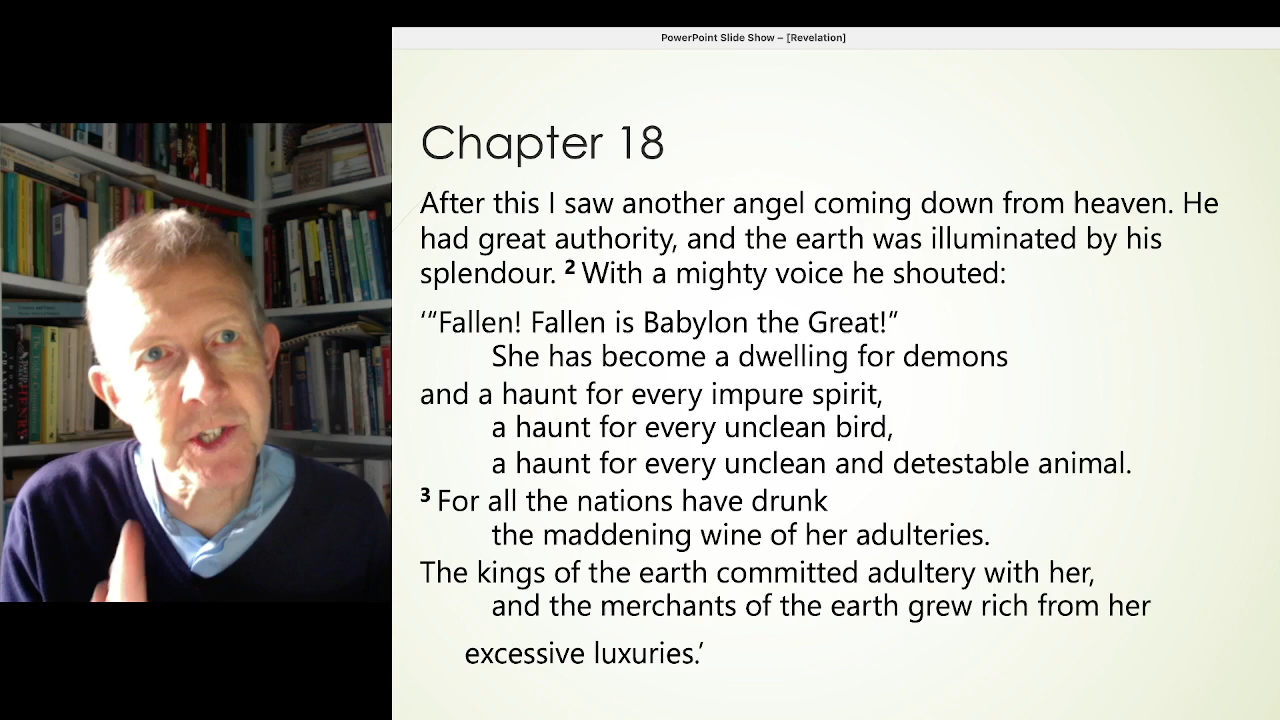 PowerPoint Slide Show – [Revelation]
Chapter 18
After this I saw another angel coming down from heaven. He
had great authority, and the earth was illuminated by his
splendour. 2 With a mighty voice he shouted:
‘“Fallen! Fallen is Babylon the Great!”
She has become a dwelling for demons
and a haunt for every impure spirit,
a haunt for every unclean bird,
a haunt for every unclean and detestable animal.
3 For all the nations have drunk
the maddening wine of her adulteries.
The kings of the earth committed adultery with her,
and the merchants of the earth grew rich from her
excessive luxuries.’